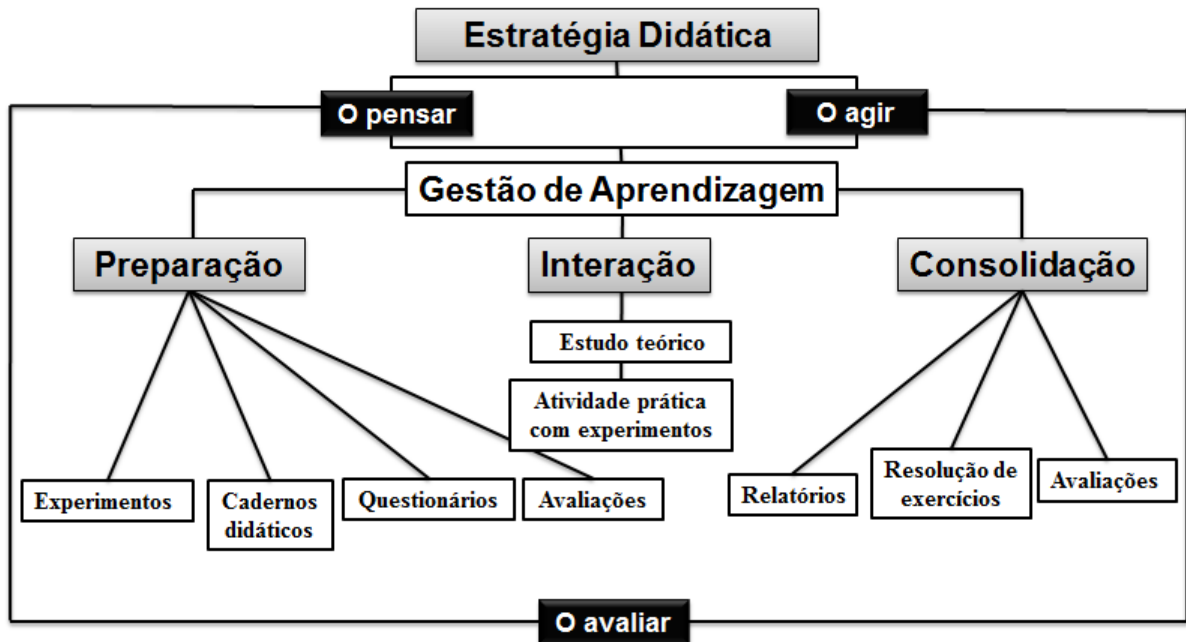 Estratégia Didática
O pensar
O agir
Gestão de Aprendizagem
Preparação
Interação
Consolidação
Estudo teórico
Atividade prática
com experimentos
Experimentos
Cadernos
didáticos
Questionários
Avaliações
Relatórios
Resolução de
exercícios
Avaliações
O avaliar